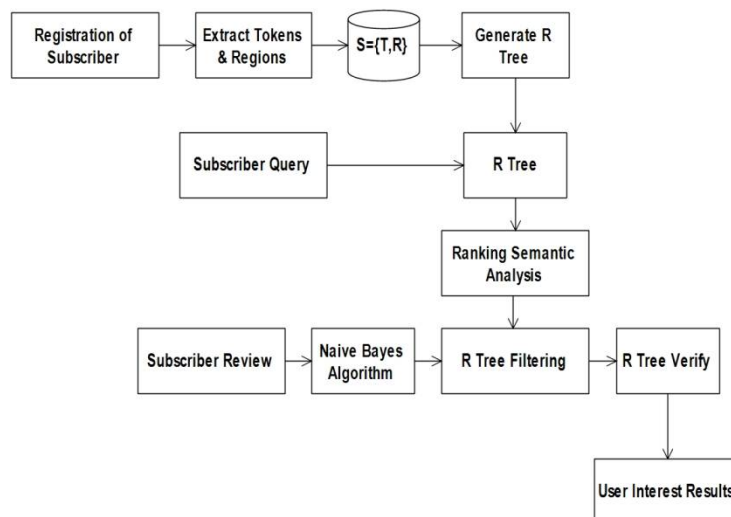 Registration of
Subscriber
Extract Tokens
& Regions
S={T,R}
Generate R
Tree
Subscriber Query
R Tree
Ranking Semantic
Analysis
Subscriber Review
Naive Bayes
Algorithm
R Tree Filtering
R Tree Verify
User Interest Results